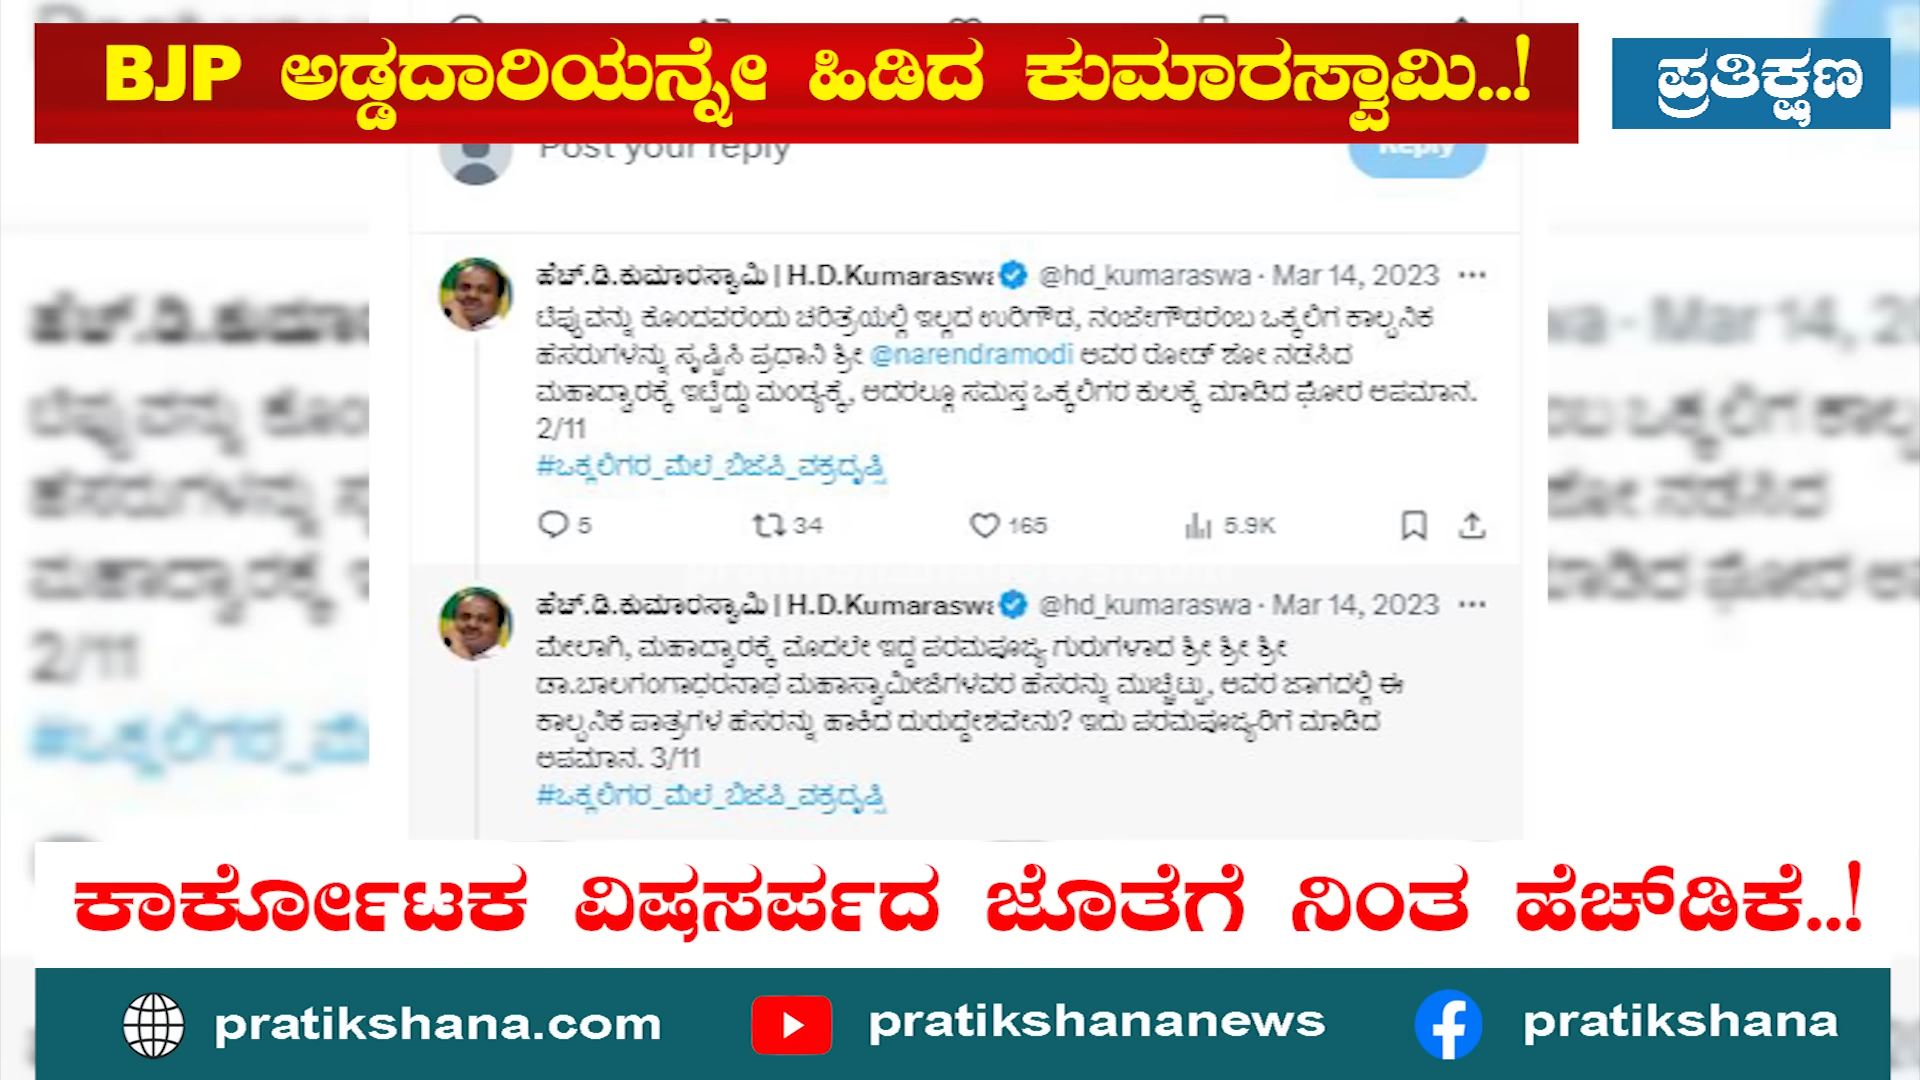 BJP ಅಡ್ಡದಾರಿಯನ್ನೇ ಹಿಡಿದ ಕುಮಾರಸ್ವಾಮಿ..!
ಪ್ರತಿಕ್ಷಣ
Post your reply
Reply
ಹೆಚ್.ಡಿ.ಕುಮಾರಸ್ವಾಮಿ | H.D.Kumaraswa @hd_kumaraswa · Mar 14, 2023
ಟಿಪ್ಪುವನ್ನು ಕೊಂದವರೆಂದು ಚರಿತ್ರೆಯಲ್ಲಿ ಇಲ್ಲದ ಉರಿಗೌಡ, ನಂಜೇಗೌಡರೆಂಬ ಒಕ್ಕಲಿಗ ಕಾಲ್ಪನಿಕ
ಹೆಸರುಗಳನ್ನು ಸೃಷ್ಟಿಸಿ ಪ್ರಧಾನಿ ಶ್ರೀ @narendramodi ಅವರ ರೋಡ್ ಶೋ ನಡೆಸಿದ
ಮಹಾದ್ವಾರಕ್ಕೆ ಇಟ್ಟಿದ್ದು ಮಂಡ್ಯಕ್ಕೆ, ಅದರಲ್ಲೂ ಸಮಸ್ತ ಒಕ್ಕಲಿಗರ ಕುಲಕ್ಕೆ ಮಾಡಿದ ಘೋರ ಅಪಮಾನ.
2/11
#ಒಕ್ಕಲಿಗರ_ಮೆಲೆ_ಬಿಜೆಪಿ_ವಕ್ರದೃಷ್ಟಿ
5 34 165 5.9K
ಹೆಚ್.ಡಿ.ಕುಮಾರಸ್ವಾಮಿ | H.D.Kumaraswa @hd_kumaraswa · Mar 14, 2023
ಮೇಲಾಗಿ, ಮಹಾದ್ವಾರಕ್ಕೆ ಮೊದಲೇ ಇದ್ದ ಪರಮಪೂಜ್ಯ ಗುರುಗಳಾದ ಶ್ರೀ ಶ್ರೀ ಶ್ರೀ
ಡಾ.ಬಾಲಗಂಗಾಧರನಾಥ ಮಹಾಸ್ವಾಮೀಜಿಗಳವರ ಹೆಸರನ್ನು ಮುಚ್ಚಿಟ್ಟು, ಅವರ ಜಾಗದಲ್ಲಿ ಈ
ಕಾಲ್ಪನಿಕ ಪಾತ್ರಗಳ ಹೆಸರನ್ನು ಹಾಕಿದ ದುರುದ್ದೇಶವೇನು? ಇದು ಪರಮಪೂಜ್ಯರಿಗೆ ಮಾಡಿದ
ಅಪಮಾನ. 3/11
#ಒಕ್ಕಲಿಗರ_ಮೆಲೆ_ಬಿಜೆಪಿ_ವಕ್ರದೃಷ್ಟಿ
ಕಾರ್ಕೋಟಕ ವಿಷಸರ್ಪದ ಜೊತೆಗೆ ನಿಂತ ಹೆಚ್‌ಡಿಕೆ..!
pratikshana.com pratikshananews pratikshana